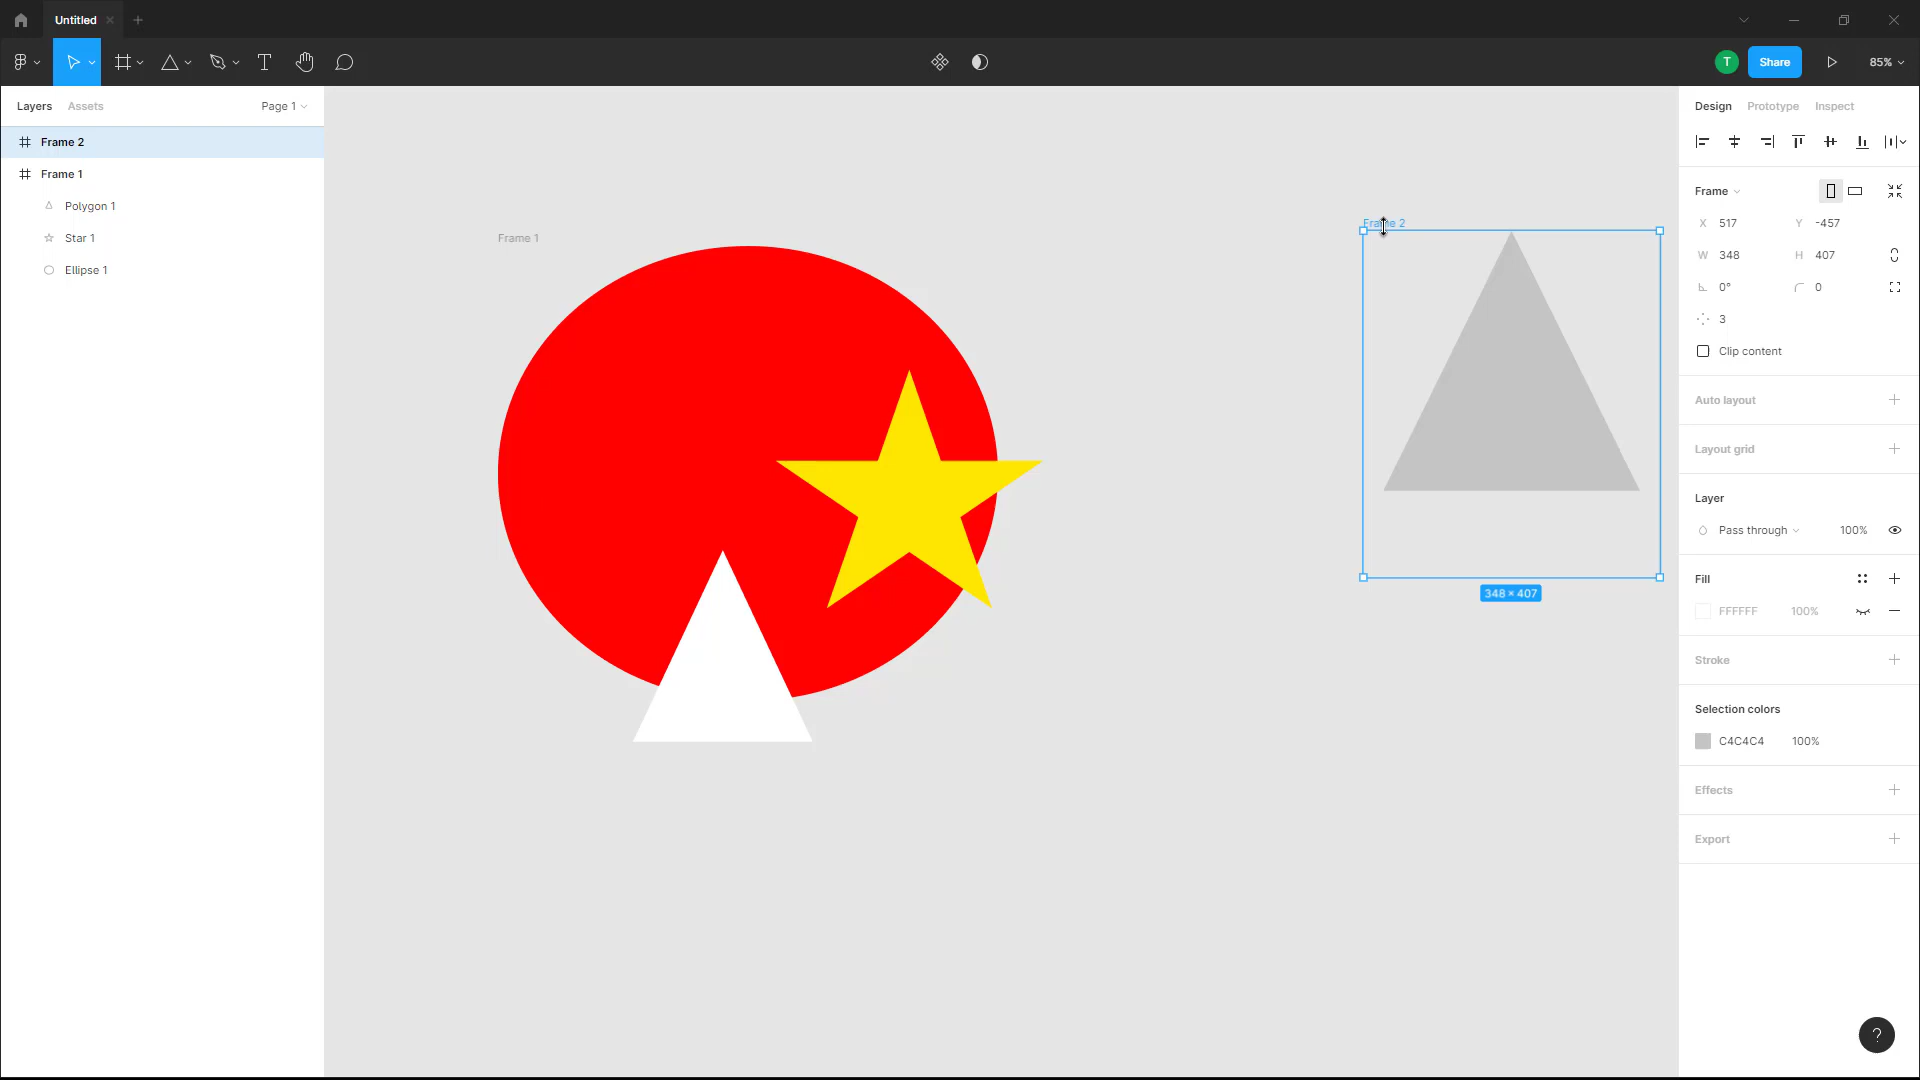 Untitled
T
Share
85%
Layers
Assets
Page 1
Frame 2
Frame 1
Polygon 1
Star 1
Ellipse 1
Frame 1
Frame 2
348 × 407
Design
Prototype
Inspect
Frame
X 517 Y -457
W 348 H 407
0° 0
3
Clip content
Auto layout
Layout grid
Layer
Pass through 100%
Fill
FFFFFF 100%
Stroke
Selection colors
C4C4C4 100%
Effects
Export
?